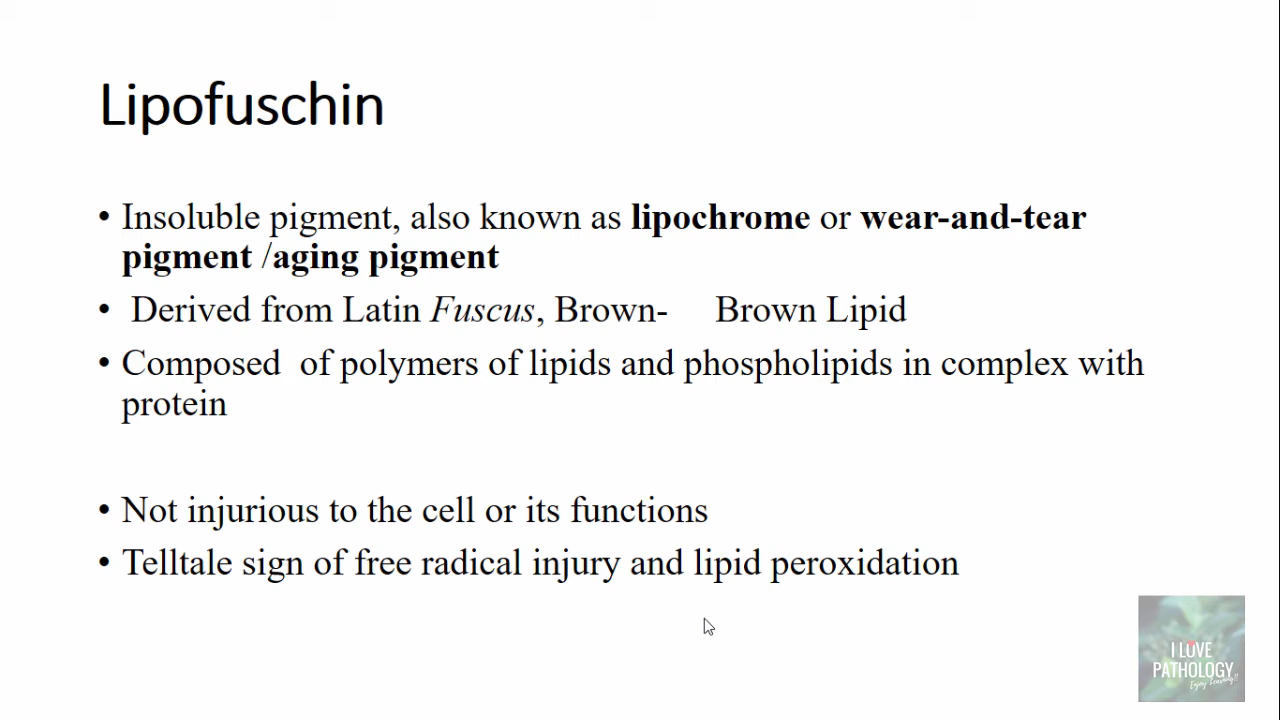 Lipofuschin
• Insoluble pigment, also known as lipochrome or wear-and-tear
pigment /aging pigment
• Derived from Latin Fuscus, Brown- Brown Lipid
• Composed of polymers of lipids and phospholipids in complex with
protein
• Not injurious to the cell or its functions
• Telltale sign of free radical injury and lipid peroxidation
I LOVE
PATHOLOGY
Enjoy Learning!!